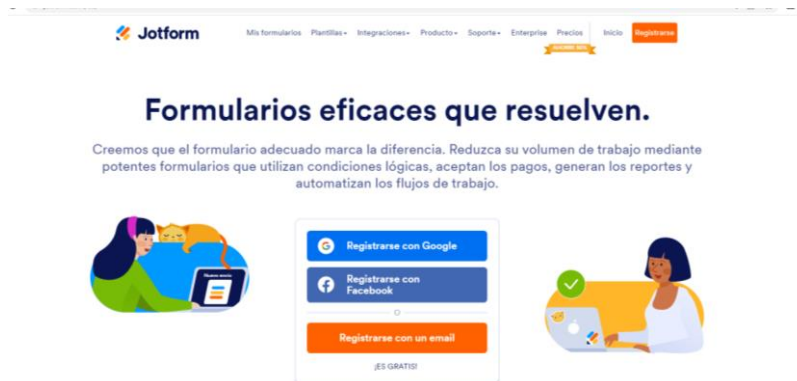 Jotform
Mis formularios Plantillas Integraciones Producto Soporte Enterprise Precios Inicio Registrarse
Formularios eficaces que resuelven.
Creemos que el formulario adecuado marca la diferencia. Reduzca su volumen de trabajo mediante
potentes formularios que utilizan condiciones lógicas, aceptan los pagos, generan los reportes y
automatizan los flujos de trabajo.
Registrarse con Google
Registrarse con
Facebook
O
Registrarse con un email
¡ES GRATIS!